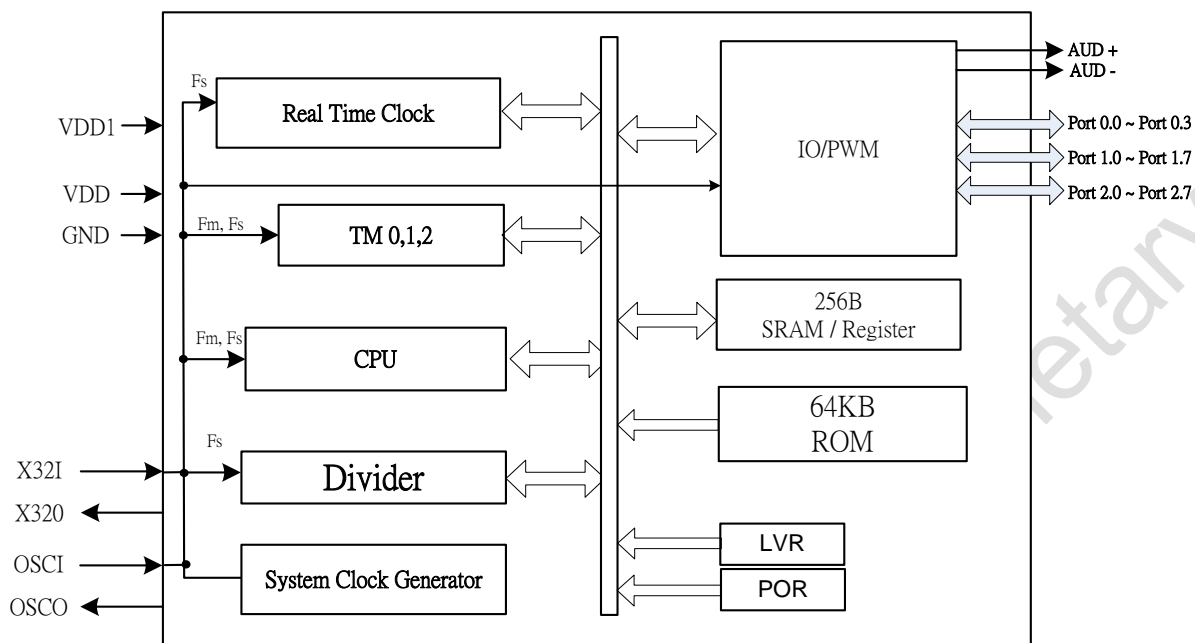 AUD +
AUD -
Fs
Real Time Clock
VDD1
IO/PWM
Port 0.0 ~ Port 0.3
Port 1.0 ~ Port 1.7
Port 2.0 ~ Port 2.7
VDD
GND
Fm, Fs
TM 0,1,2
256B
SRAM / Register
Fm, Fs
CPU
64KB
ROM
Fs
X32I
Divider
X320
LVR
OSCI
System Clock Generator
POR
OSCO